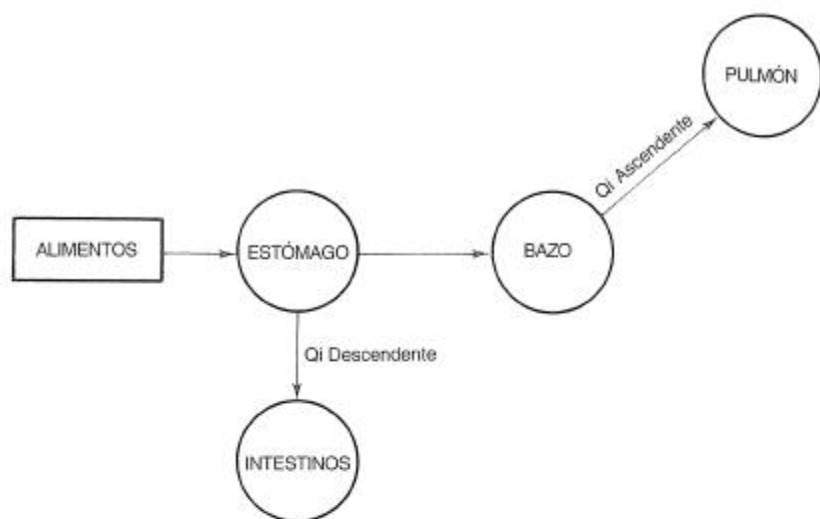 PULMÓN
Qi Ascendente
ALIMENTOS
ESTÓMAGO
BAZO
Qi Descendente
INTESTINOS